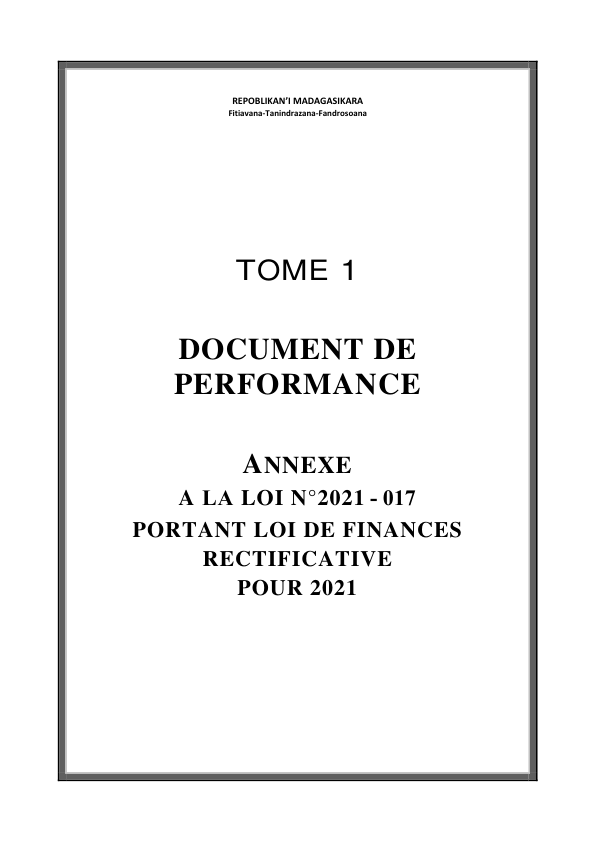 REPOBLIKAN'I MADAGASIKARA
Fitiavana-Tanindrazana-Fandrosoana
TOME 1
DOCUMENT DE
PERFORMANCE
ANNEXE
A LA LOI N°2021 - 017
PORTANT LOI DE FINANCES
RECTIFICATIVE
POUR 2021